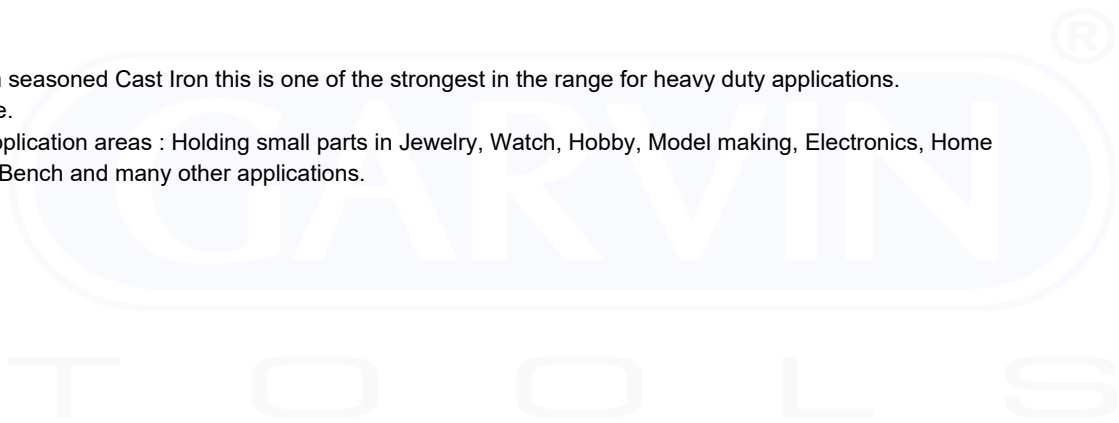 seasoned Cast Iron this is one of the strongest in the range for heavy duty applications.
e.
plication areas : Holding small parts in Jewelry, Watch, Hobby, Model making, Electronics, Home
Bench and many other applications.
GARVIN ®
TOOLS